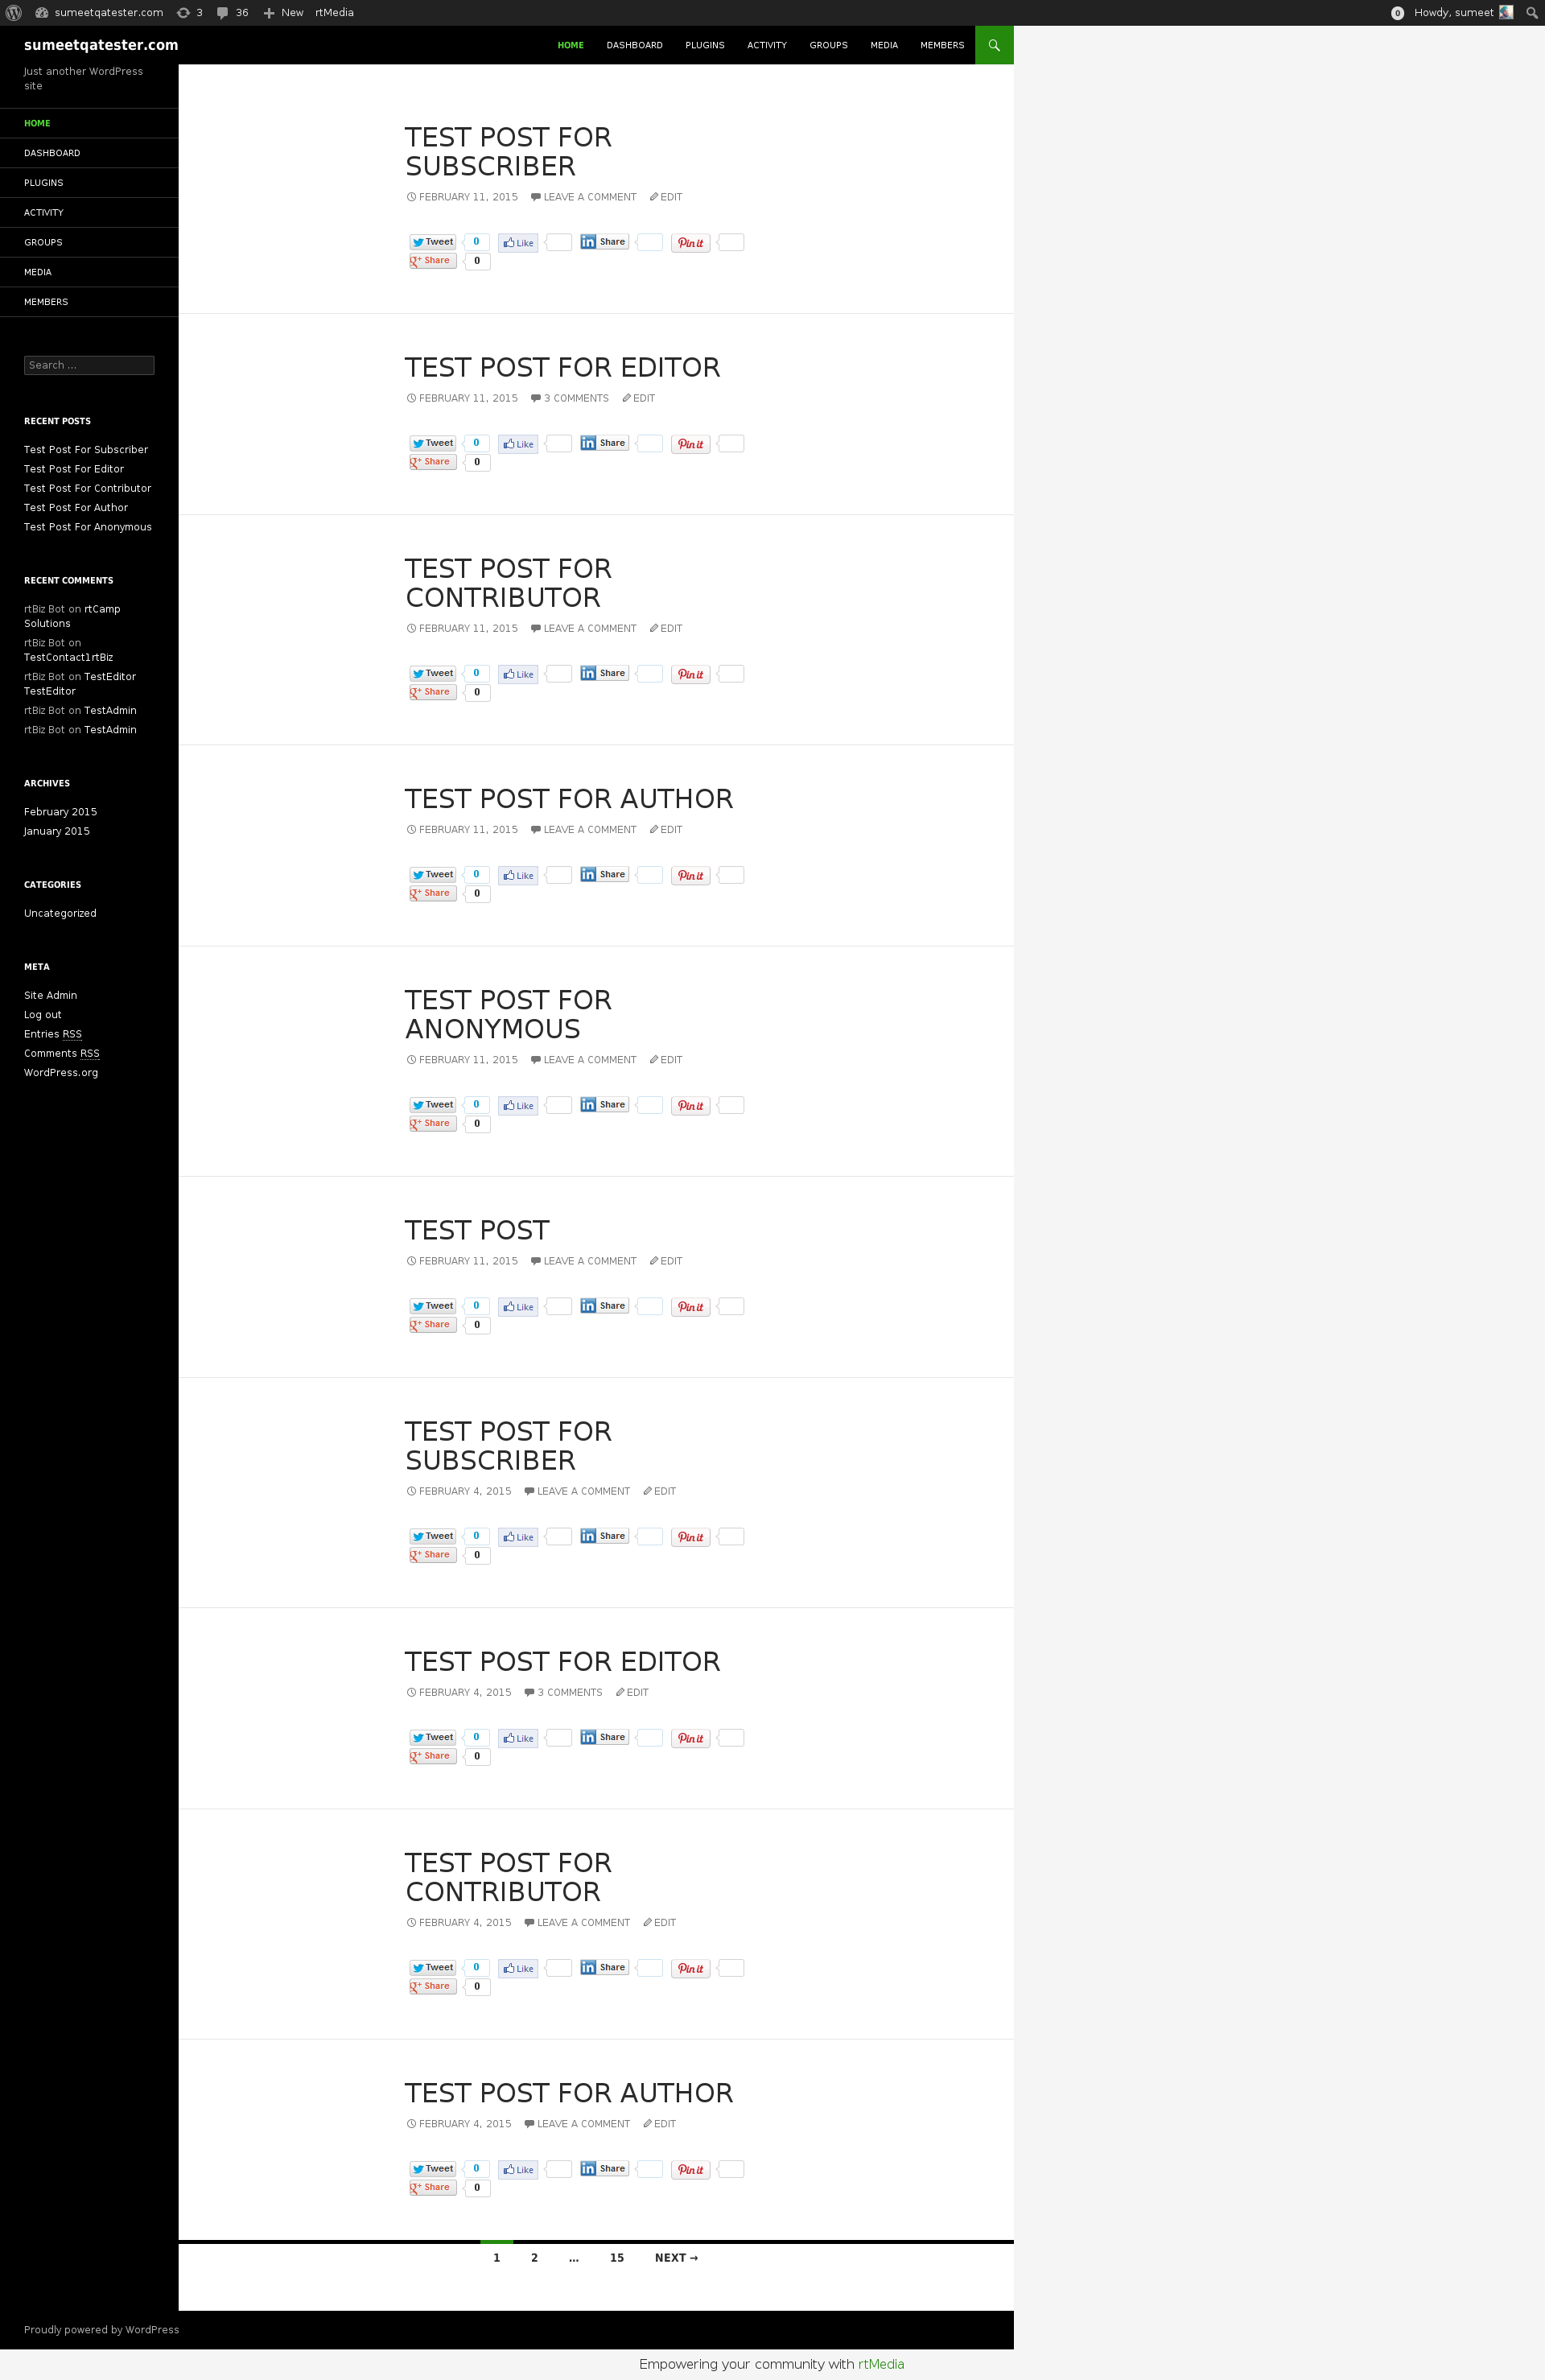 sumeetqatester.com 3 36 New rtMedia 0 Howdy, sumeet
sumeetqatester.com HOME DASHBOARD PLUGINS ACTIVITY GROUPS MEDIA MEMBERS
Just another WordPress
site
HOME
DASHBOARD
PLUGINS
ACTIVITY
GROUPS
MEDIA
MEMBERS
Search ...
RECENT POSTS
Test Post For Subscriber
Test Post For Editor
Test Post For Contributor
Test Post For Author
Test Post For Anonymous
RECENT COMMENTS
rtBiz Bot on rtCamp
Solutions
rtBiz Bot on
TestContact1rtBiz
rtBiz Bot on TestEditor
TestEditor
rtBiz Bot on TestAdmin
rtBiz Bot on TestAdmin
ARCHIVES
February 2015
January 2015
CATEGORIES
Uncategorized
META
Site Admin
Log out
Entries RSS
Comments RSS
WordPress.org
TEST POST FOR
SUBSCRIBER
FEBRUARY 11, 2015 LEAVE A COMMENT EDIT
Tweet 0 Like Share Pin it
g+ Share 0
TEST POST FOR EDITOR
FEBRUARY 11, 2015 3 COMMENTS EDIT
Tweet 0 Like Share Pin it
g+ Share 0
TEST POST FOR
CONTRIBUTOR
FEBRUARY 11, 2015 LEAVE A COMMENT EDIT
Tweet 0 Like Share Pin it
g+ Share 0
TEST POST FOR AUTHOR
FEBRUARY 11, 2015 LEAVE A COMMENT EDIT
Tweet 0 Like Share Pin it
g+ Share 0
TEST POST FOR
ANONYMOUS
FEBRUARY 11, 2015 LEAVE A COMMENT EDIT
Tweet 0 Like Share Pin it
g+ Share 0
TEST POST
FEBRUARY 11, 2015 LEAVE A COMMENT EDIT
Tweet 0 Like Share Pin it
g+ Share 0
TEST POST FOR
SUBSCRIBER
FEBRUARY 4, 2015 LEAVE A COMMENT EDIT
Tweet 0 Like Share Pin it
g+ Share 0
TEST POST FOR EDITOR
FEBRUARY 4, 2015 3 COMMENTS EDIT
Tweet 0 Like Share Pin it
g+ Share 0
TEST POST FOR
CONTRIBUTOR
FEBRUARY 4, 2015 LEAVE A COMMENT EDIT
Tweet 0 Like Share Pin it
g+ Share 0
TEST POST FOR AUTHOR
FEBRUARY 4, 2015 LEAVE A COMMENT EDIT
Tweet 0 Like Share Pin it
g+ Share 0
1 2 ... 15 NEXT →
Proudly powered by WordPress
Empowering your community with rtMedia